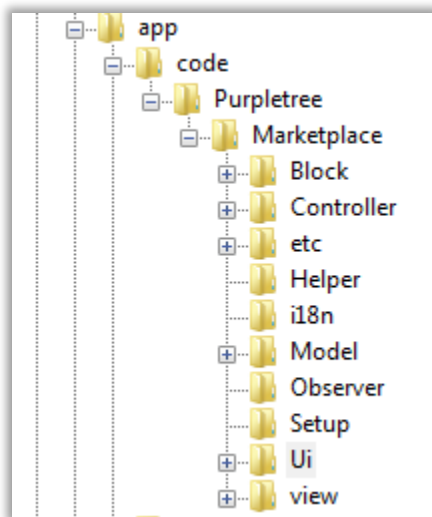 app
code
Purpletree
Marketplace
Block
Controller
etc
Helper
i18n
Model
Observer
Setup
Ui
view